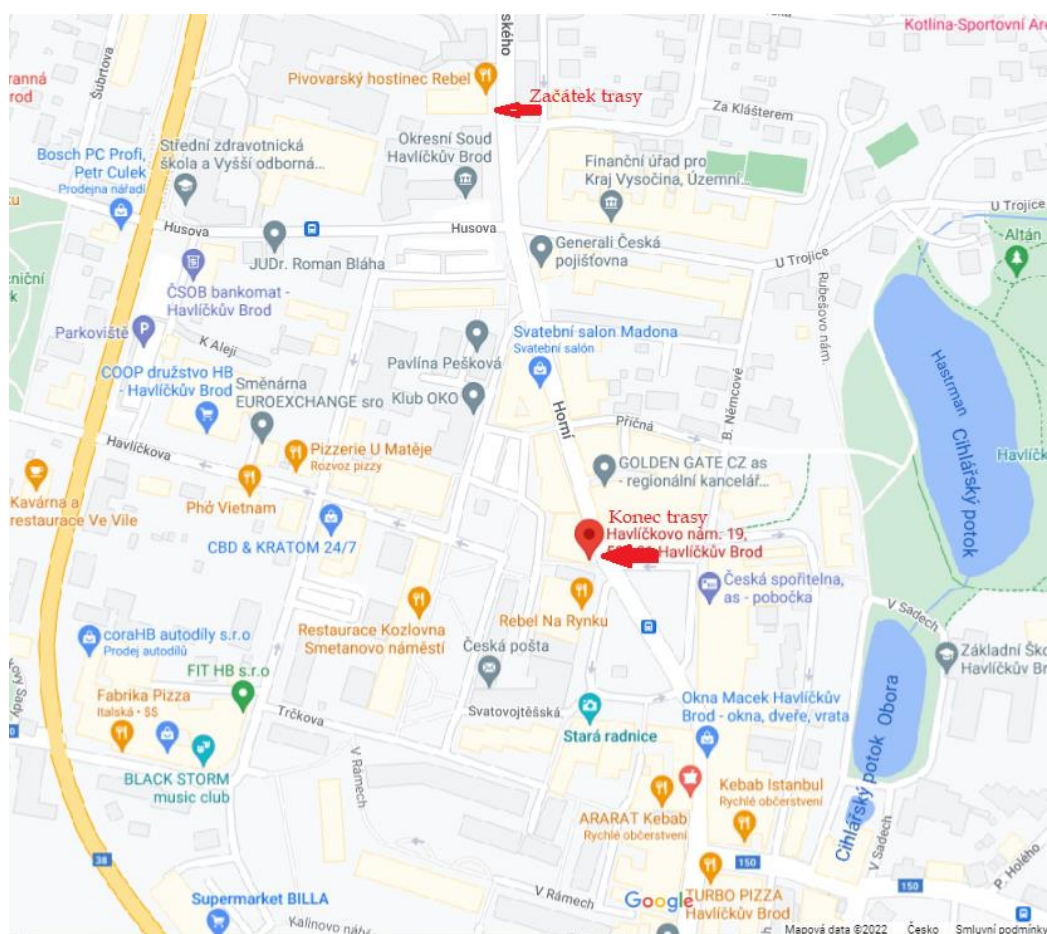 ského
Kotlina-Sportovní Are
Šubrtova
ranná
rod
Pivovarský hostinec Rebel
Začátek trasy
Za Klášterem
Okresní Soud
Havlíčkův Brod
Střední zdravotnická
škola a Vyšší odborná...
Bosch PC Profi,
Petr Culek
Prodejna nářadí
Finanční úřad pro
Kraj Vysočina, Územní...
U Trojice
Altán
Husova
Husova
Generali Česká
pojišťovna
U Trojice
JUDr. Roman Bláha
ČSOB bankomat -
Havlíčkův Brod
Rubešovo nám.
Parkoviště
K Aleji
Svatební salon Madona
Svatební salón
Pavlína Pešková
COOP družstvo HB
- Havlíčkův Brod
Směnárna
EUROEXCHANGE sro
Klub OKO
Horní
Příčná
B. Němcové
Hastrman
Cihlářský potok
Havlíčkova
Pizzerie U Matěje
Rozvoz pizzy
GOLDEN GATE CZ as
- regionální kancelář...
Havlíčk
Kavárna a
restaurace Ve Vile
Phở Vietnam
CBD & KRATOM 24/7
Konec trasy
Havlíčkovo nám. 19,
Havlíčkův Brod
Česká spořitelna,
as - pobočka
Rebel Na Rynku
V Sadech
coraHB autodíly s.r.o
Prodej autodílů
Restaurace Kozlovna
Smetanovo náměstí
Česká pošta
Základní Ško
Havlíčkův Br
FIT HB s.r.o
Fabrika Pizza
Italská • $$
Trčkova
Svatovojtěšská
Stará radnice
Okna Macek Havlíčkův
Brod - okna, dveře, vrata
Cihlářský potok Obora
V Rámech
BLACK STORM
music club
Kebab Istanbul
Rychlé občerstvení
ARARAT Kebab
Rychlé občerstvení
V Sadech
38
150
150
P. Holého
Supermarket BILLA
V Rámech
Google
TURBO PIZZA
Havlíčkův Brod
Kalinovo náb
Mapová data ©2022 Česko Smluvní podmínky